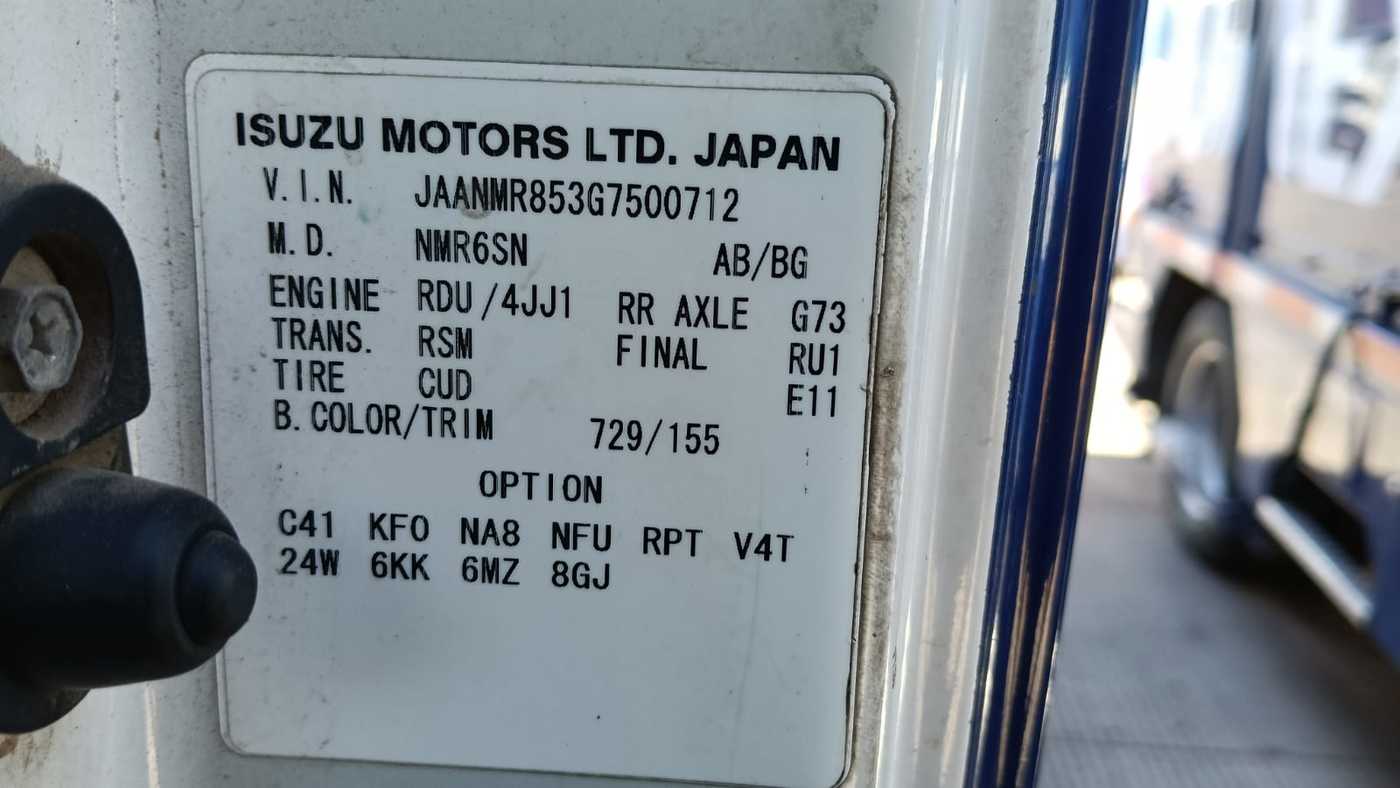 ISUZU MOTORS LTD. JAPAN
V.I.N. JAANMR853G7500712
M.D. NMR6SN AB/BG
ENGINE RDU/4JJ1 RR AXLE G73
TRANS. RSM FINAL RU1
TIRE CUD E11
B.COLOR/TRIM 729/155
OPTION
C41 KF0 NA8 NFU RPT V4T
24W 6KK 6MZ 8GJ